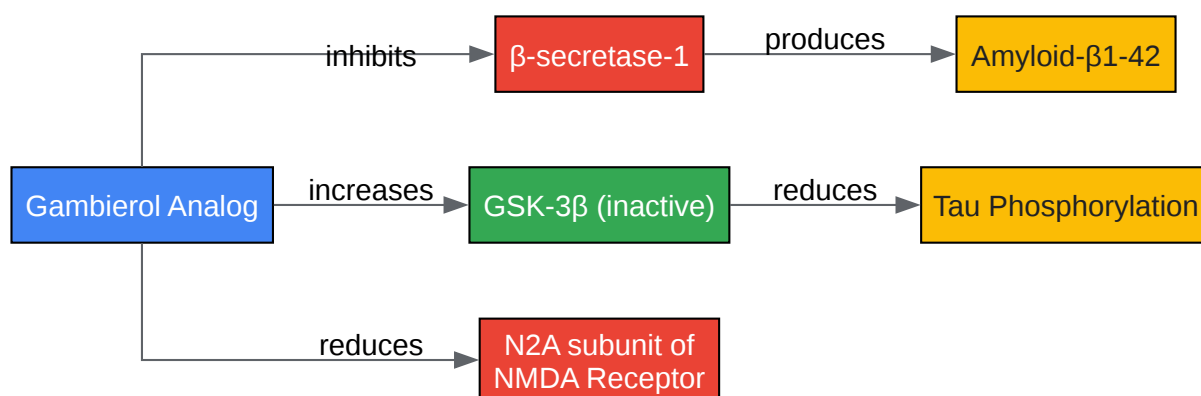 inhibits
β-secretase-1
produces
Amyloid-β1-42
Gambierol Analog
increases
GSK-3β (inactive)
reduces
Tau Phosphorylation
reduces
N2A subunit of
NMDA Receptor